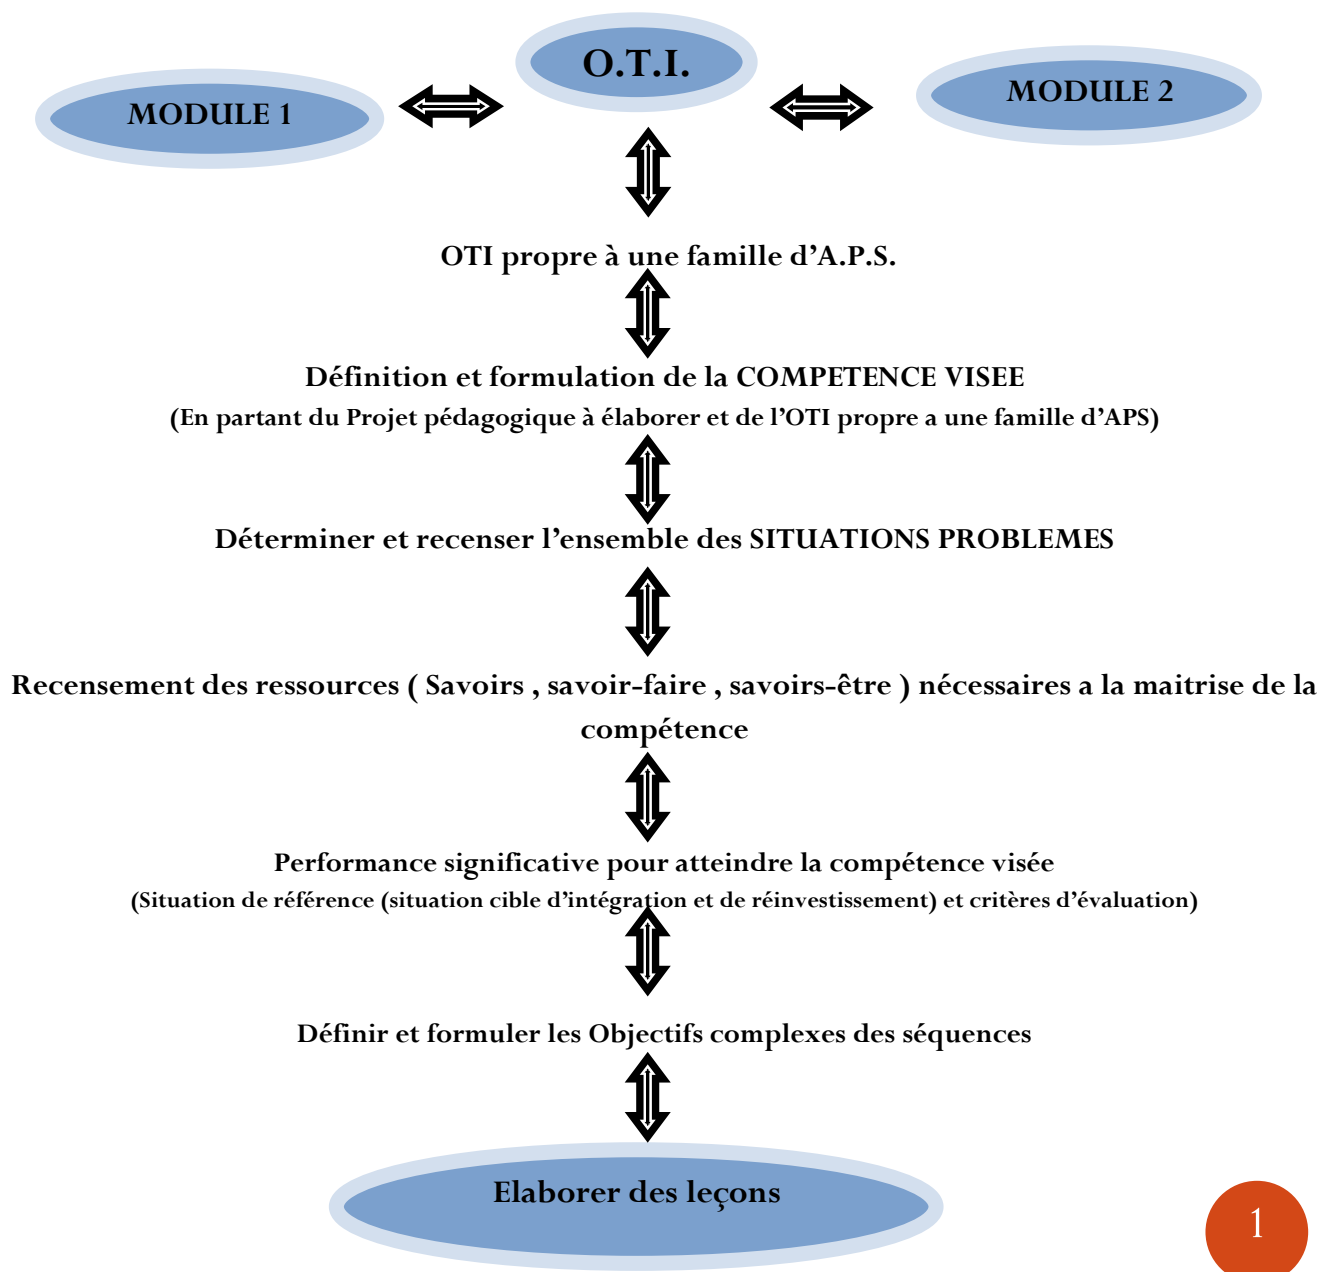 O.T.I.
MODULE 1
MODULE 2
OTI propre à une famille d’A.P.S.
Définition et formulation de la COMPETENCE VISEE
(En partant du Projet pédagogique à élaborer et de l’OTI propre a une famille d’APS)
Déterminer et recenser l’ensemble des SITUATIONS PROBLEMES
Recensement des ressources ( Savoirs , savoir-faire , savoirs-être ) nécessaires a la maitrise de la
compétence
Performance significative pour atteindre la compétence visée
(Situation de référence (situation cible d’intégration et de réinvestissement) et critères d’évaluation)
Définir et formuler les Objectifs complexes des séquences
Elaborer des leçons
1